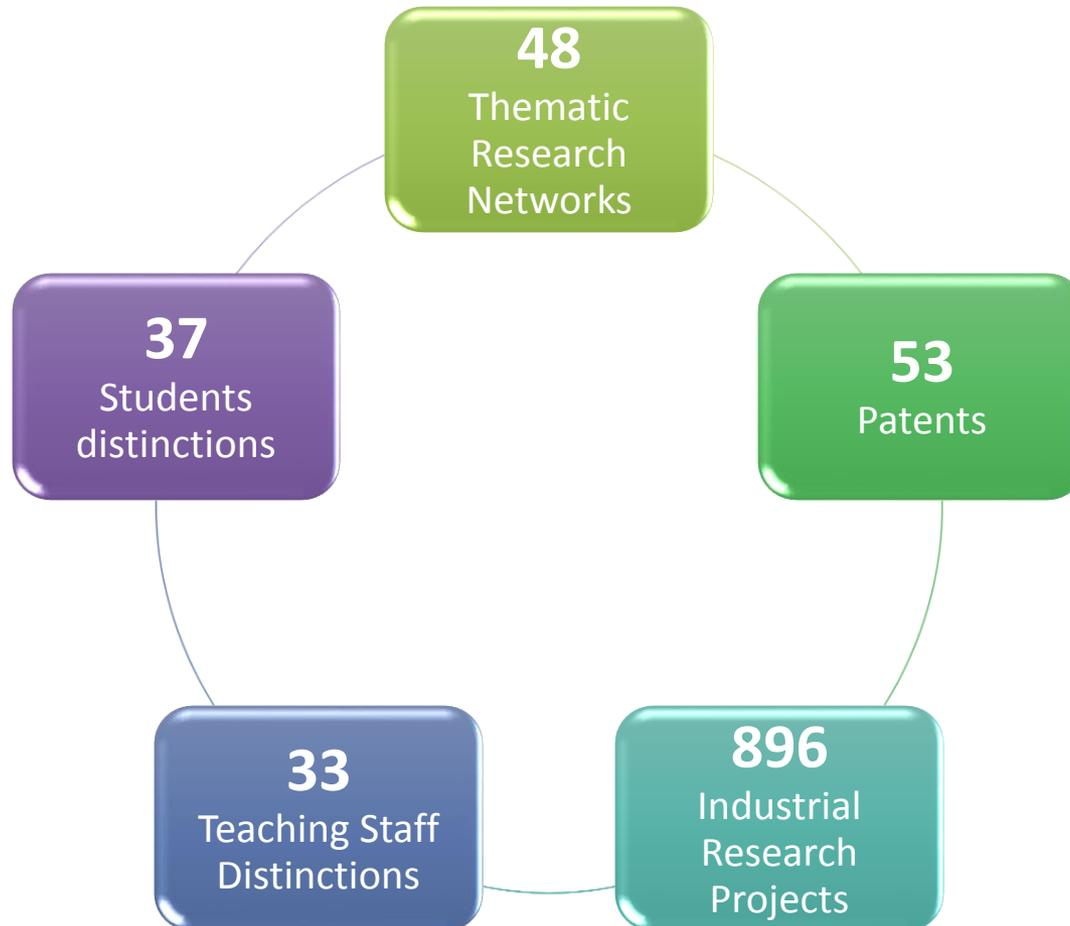 48
Thematic
Research
Networks
37
Students
distinctions
53
Patents
33
Teaching Staff
Distinctions
896
Industrial
Research
Projects